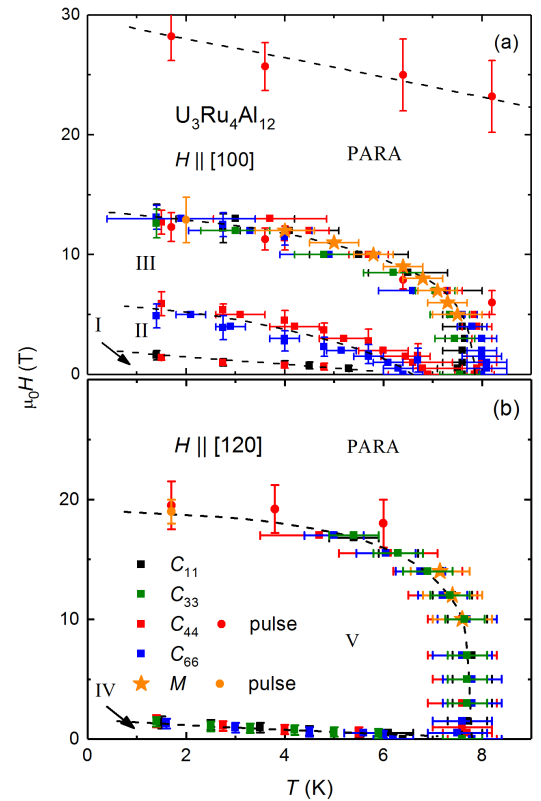 30
(a)
U₃Ru₄Al₁₂
H || [100]
PARA
20
10
III
II
I
0
μ₀H (T)
30
(b)
H || [120]
PARA
20
C₁₁
C₃₃
C₄₄ pulse
C₆₆
M pulse
V
10
IV
0
0 2 4 6 8
T (K)